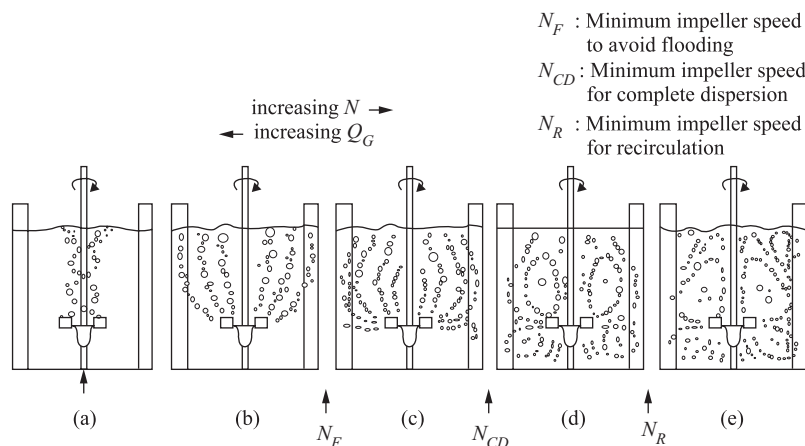 N_F : Minimum impeller speed
to avoid flooding
N_CD : Minimum impeller speed
for complete dispersion
N_R : Minimum impeller speed
for recirculation
increasing N →
← increasing Q_G
(a) (b) (c) (d) (e)
N_F N_CD N_R